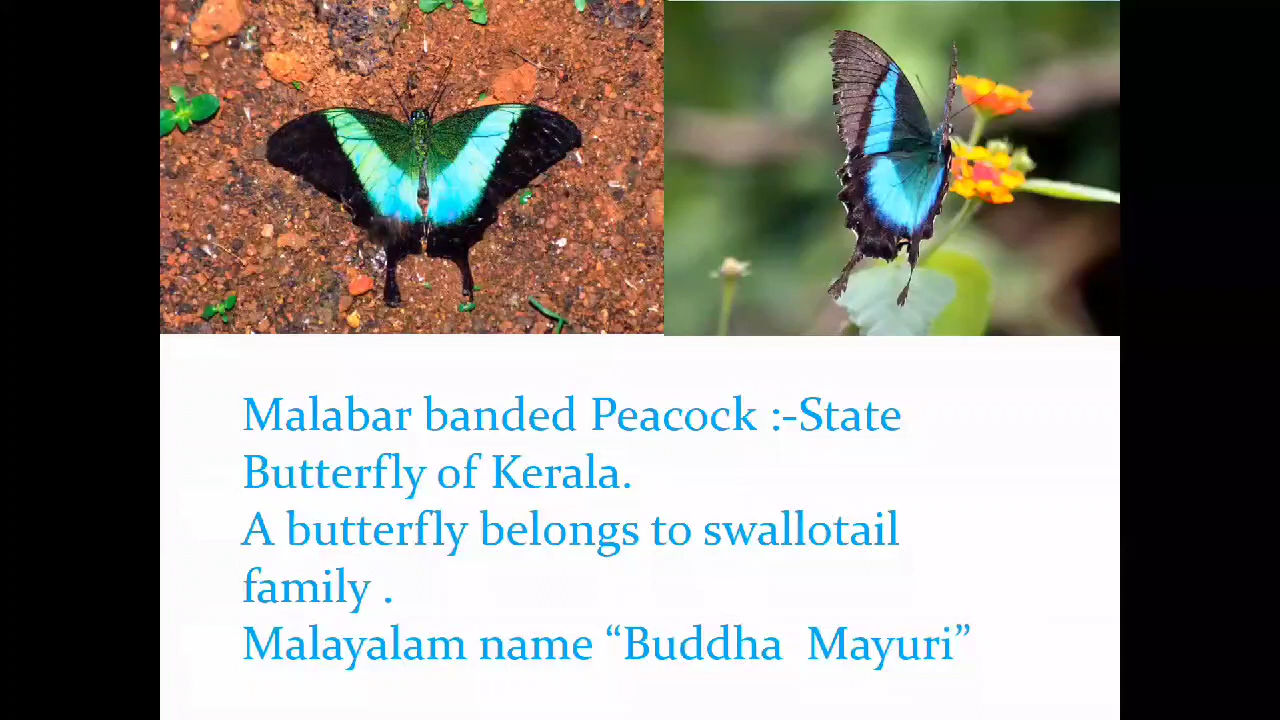 Malabar banded Peacock :-State
Butterfly of Kerala.
A butterfly belongs to swallotail
family .
Malayalam name “Buddha  Mayuri”